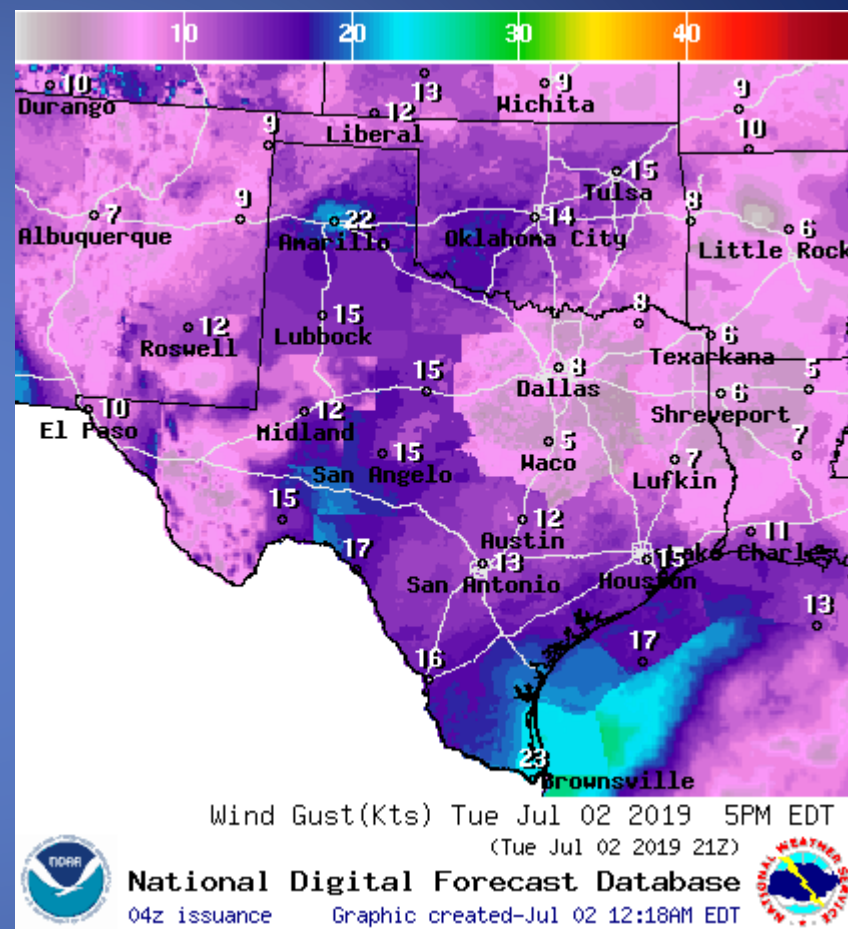 10 20 30 40
10 13 9 9
Durango Wichita
12
Liberal
9 10
15
Tulsa
7 9 22 14 8 6
Albuquerque Amarillo Oklahoma City Little Rock
12 15 8 6
Roswell Lubbock Texarkana
15 8 6 5
Dallas Shreveport
10 12
El Paso Midland
15 5 7 7
San Angelo Waco Lufkin
15 12 11
Austin Lake Charles
17 13 15
San Antonio Houston
13
16 17
23
Brownsville
Wind Gust(Kts) Tue Jul 02 2019 5PM EDT
(Tue Jul 02 2019 21Z)
NOAA
National Digital Forecast Database
04z issuance Graphic created-Jul 02 12:18AM EDT
NATIONAL WEATHER SERVICE